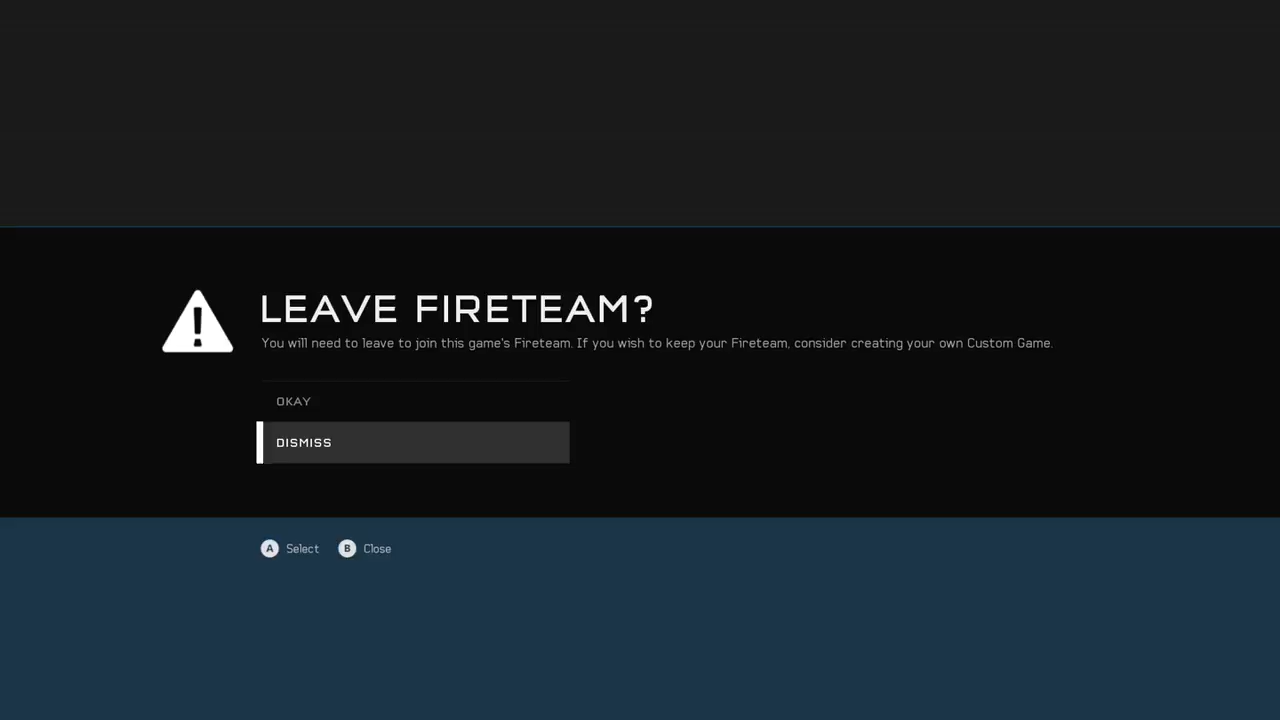 LEAVE FIRETEAM?
You will need to leave to join this game's Fireteam. If you wish to keep your Fireteam, consider creating your own Custom Game.
OKAY
DISMISS
A Select B Close